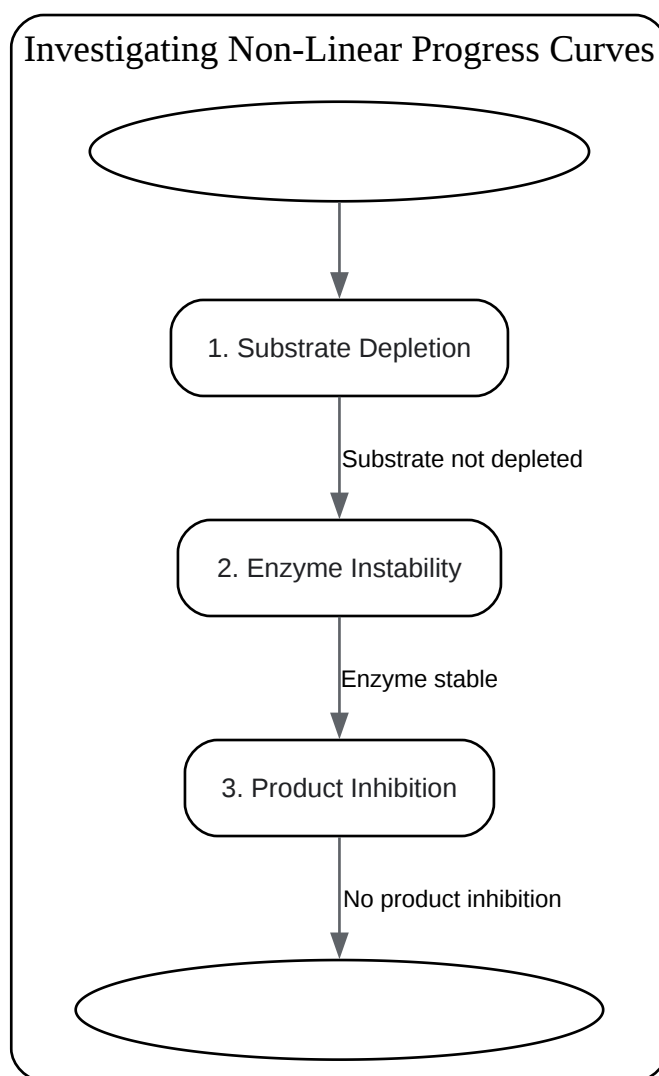 Investigating Non-Linear Progress Curves
1. Substrate Depletion
Substrate not depleted
2. Enzyme Instability
Enzyme stable
3. Product Inhibition
No product inhibition